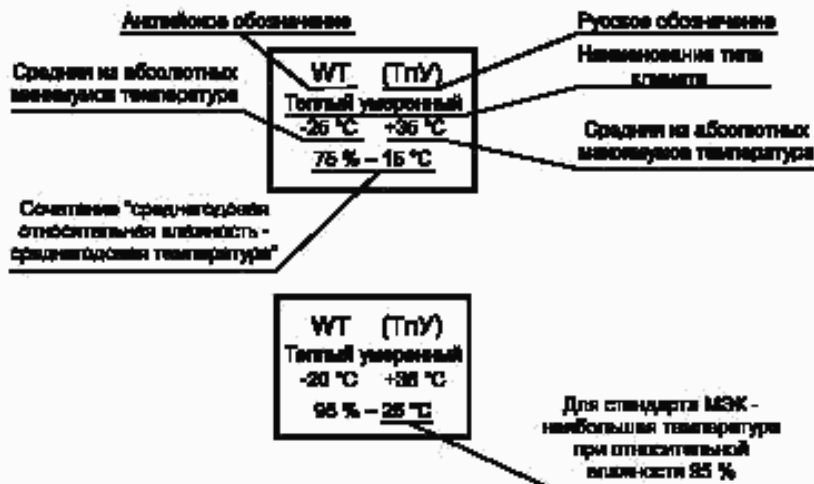 Английское обозначение
Русское обозначение
WT (ТпУ)
Наименование типа
климата
Средняя из абсолютных
минимумов температура
Теплый умеренный
-25 °C +35 °C
Средняя из абсолютных
максимумов температура
75 % – 15 °C
Сочетание "среднегодовая
относительная влажность -
среднегодовая температура"
WT (ТпУ)
Теплый умеренный
-20 °C +35 °C
95 % – 25 °C
Для стандарта МЭК -
наибольшая температура
при относительной
влажности 95 %